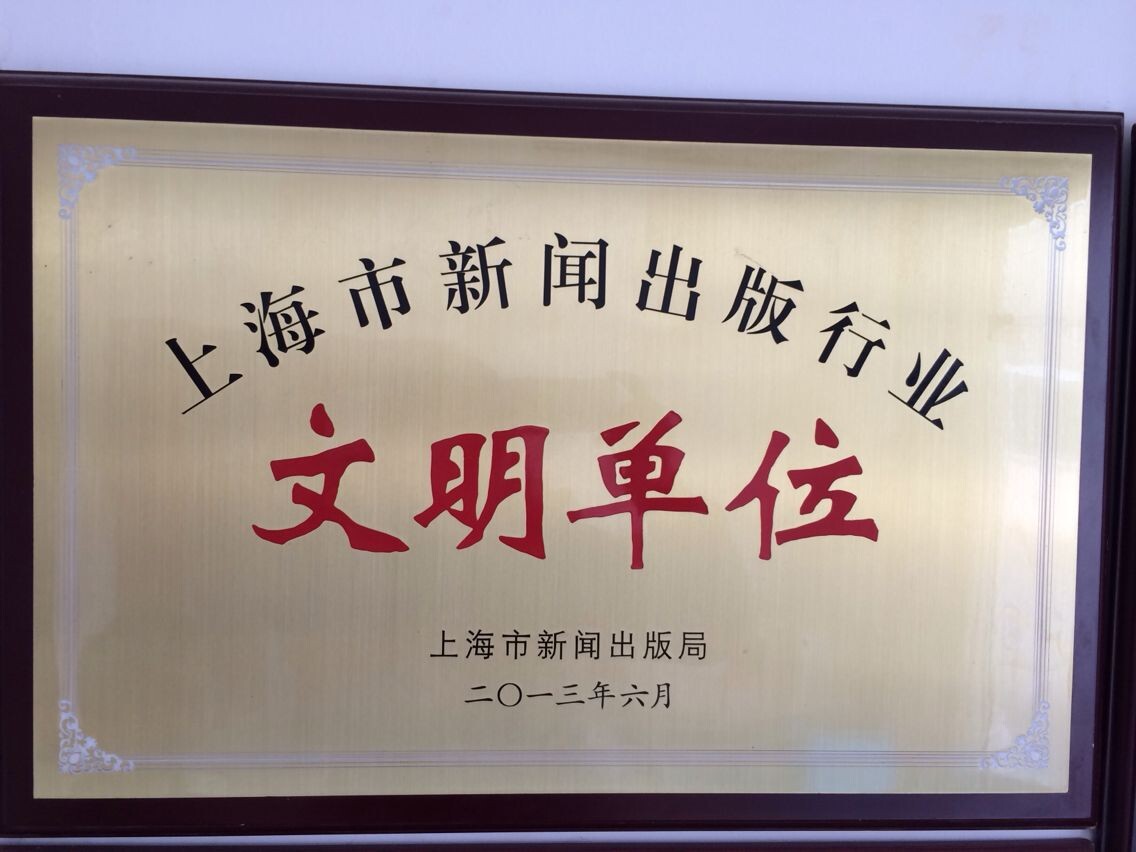 上海市新闻出版行业
文明单位
上海市新闻出版局
二〇一三年六月